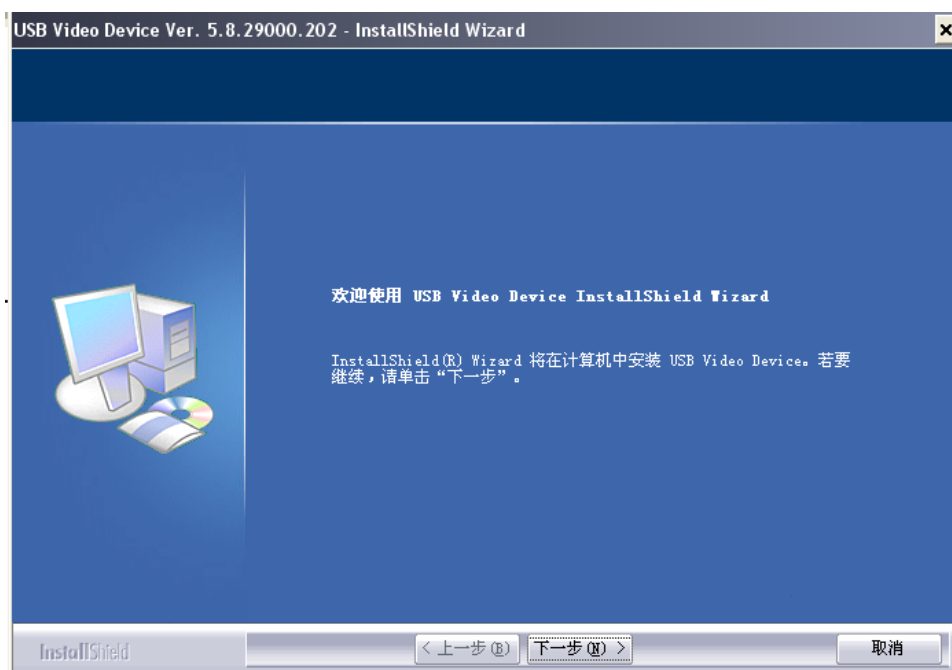 USB Video Device Ver. 5.8.29000.202 - InstallShield Wizard
欢迎使用 USB Video Device InstallShield Wizard
InstallShield(R) Wizard 将在计算机中安装 USB Video Device。若要
继续,请单击“下一步”。
InstallShield
< 上一步(B)
下一步(N) >
取消